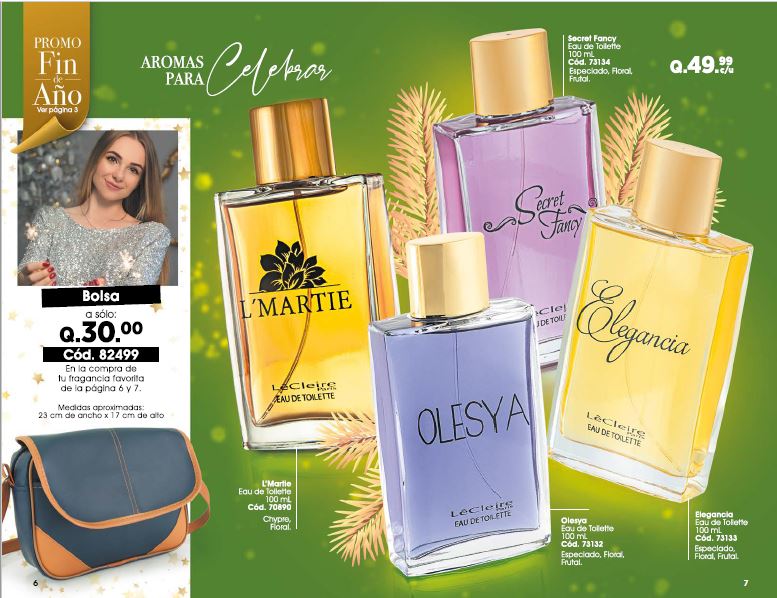 PROMO
Fin
de
Año
Ver página 3
AROMAS
PARA
Celebrar
Secret Fancy
Eau de Toilette
100 mL
Cód. 73134
Especiado, Floral,
Frutal.
Q.49.99
c/u
Bolsa
a sólo:
Q.30.00
Cód. 82499
En la compra de
tu fragancia favorita
de la página 6 y 7.
Medidas aproximadas:
23 cm de ancho x 17 cm de alto
L'MARTIE
LêCleire
Paris
EAU DE TOILETTE
Secret
Fancy
EAU DE TOILETTE
Elegancia
LêCleire
Paris
EAU DE TOILETTE
OLESYA
LêCleire
Paris
EAU DE TOILETTE
L'Martie
Eau de Toilette
100 mL
Cód. 70890
Chypre,
Floral.
Olesya
Eau de Toilette
100 mL
Cód. 73132
Especiado, Floral,
Frutal.
Elegancia
Eau de Toilette
100 mL
Cód. 73133
Especiado,
Floral, Frutal.
6
7